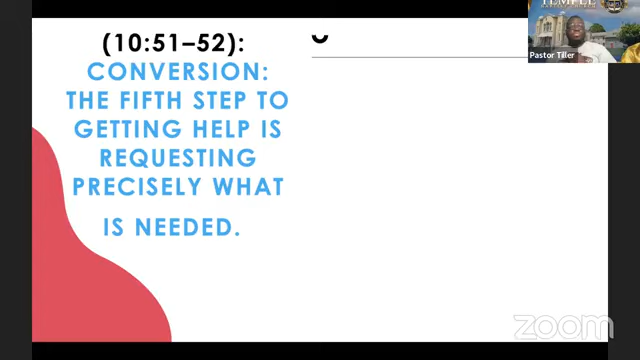 (10:51–52):
CONVERSION:
THE FIFTH STEP TO
GETTING HELP IS
REQUESTING
PRECISELY WHAT
IS NEEDED.
TEMPLE
Pastor Tiller
zoom